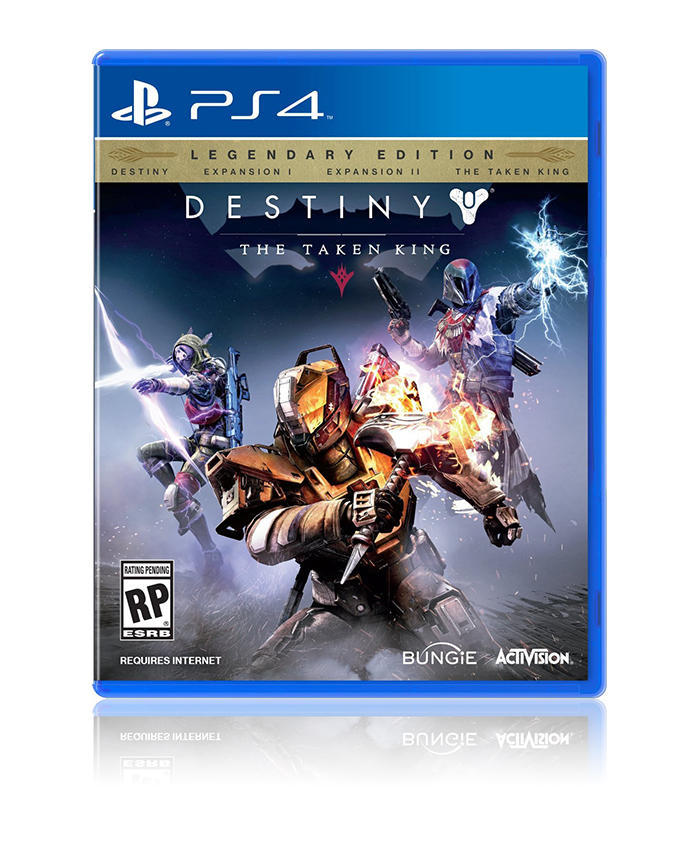 PS4™
LEGENDARY EDITION
DESTINY EXPANSION I EXPANSION II THE TAKEN KING
DESTINY
THE TAKEN KING
RATING PENDING
RP
ESRB
REQUIRES INTERNET
BUNGiE ACTIVISION